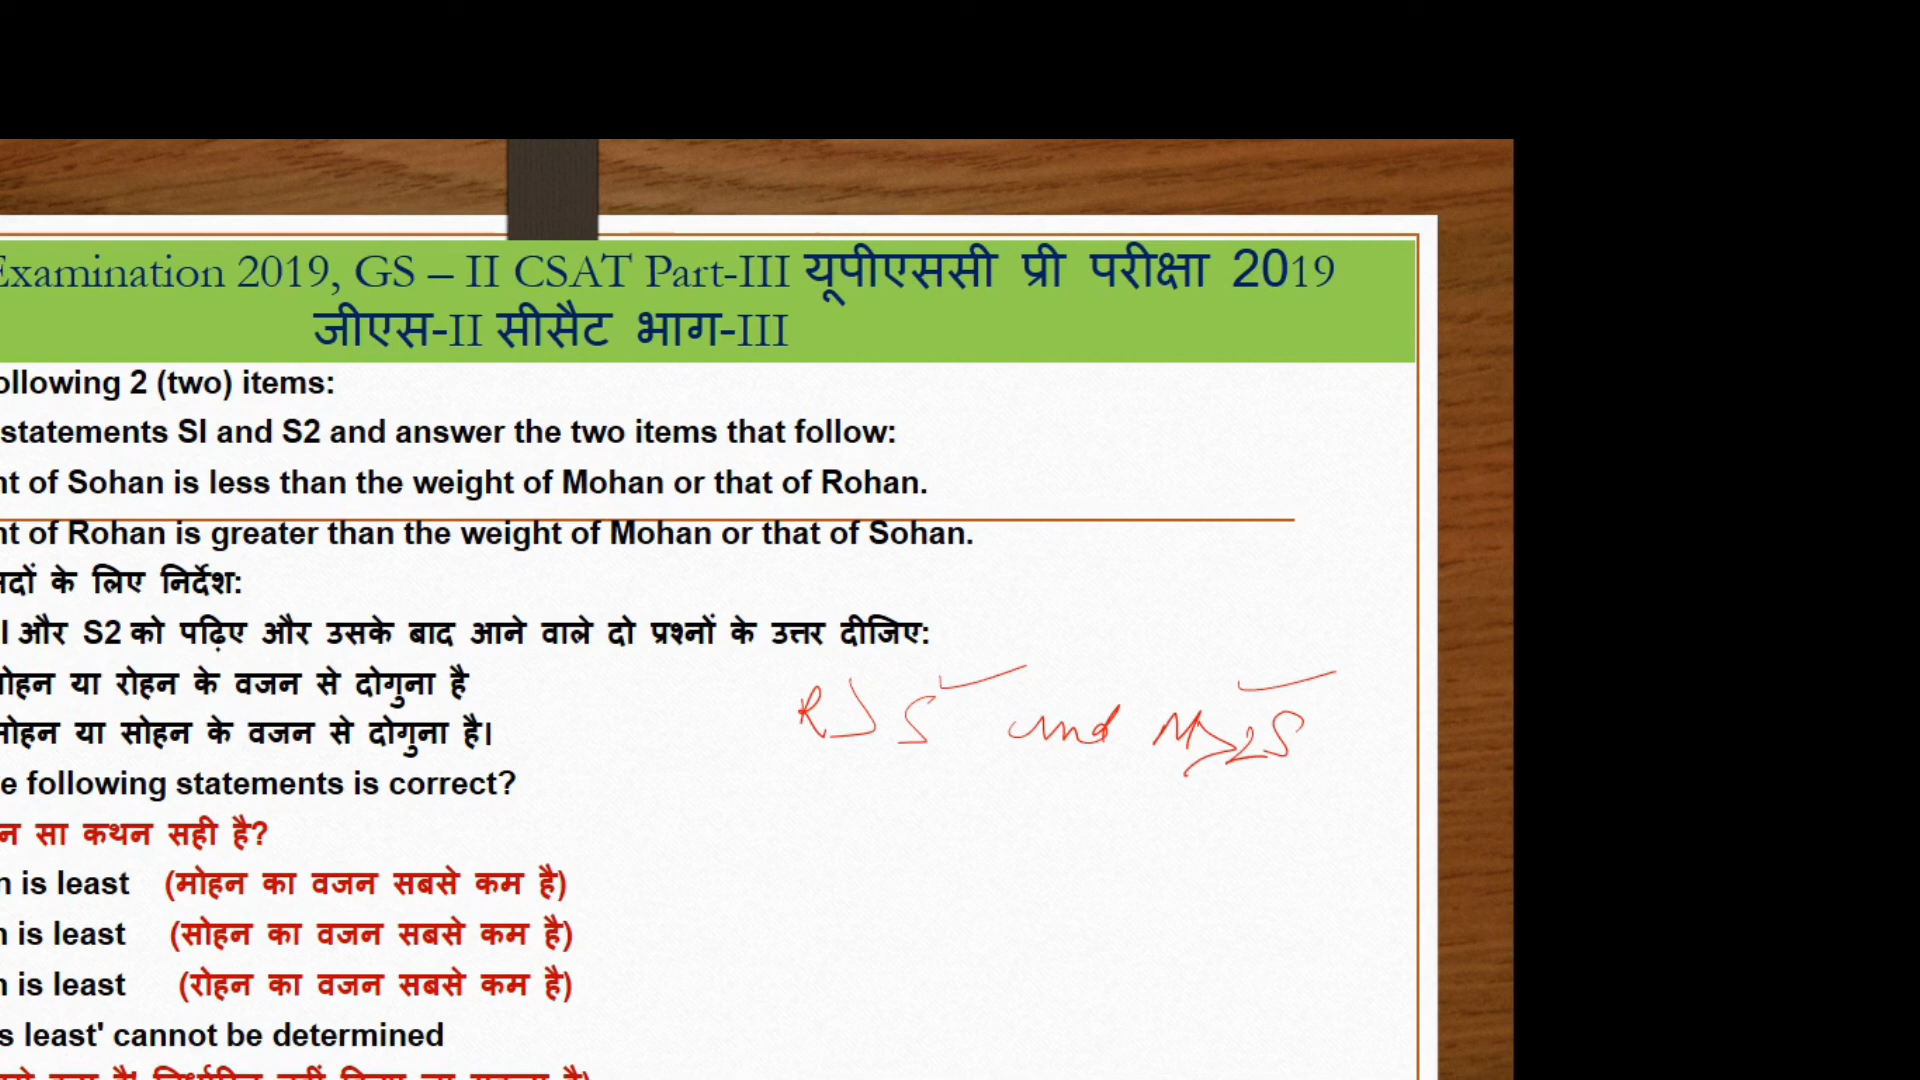 Examination 2019, GS – II CSAT Part-III यूपीएससी प्री परीक्षा 2019
जीएस-II सीसैट भाग-III
ollowing 2 (two) items:
statements SI and S2 and answer the two items that follow:
nt of Sohan is less than the weight of Mohan or that of Rohan.
nt of Rohan is greater than the weight of Mohan or that of Sohan.
के लिए निर्देश:
I और S2 को पढ़िए और उसके बाद आने वाले दो प्रश्नों के उत्तर दीजिए:
मोहन या रोहन के वजन से दोगुना है
मोहन या सोहन के वजन से दोगुना है।
R > S and M > 2S
e following statements is correct?
न सा कथन सही है?
n is least (मोहन का वजन सबसे कम है)
n is least (सोहन का वजन सबसे कम है)
n is least (रोहन का वजन सबसे कम है)
s least' cannot be determined